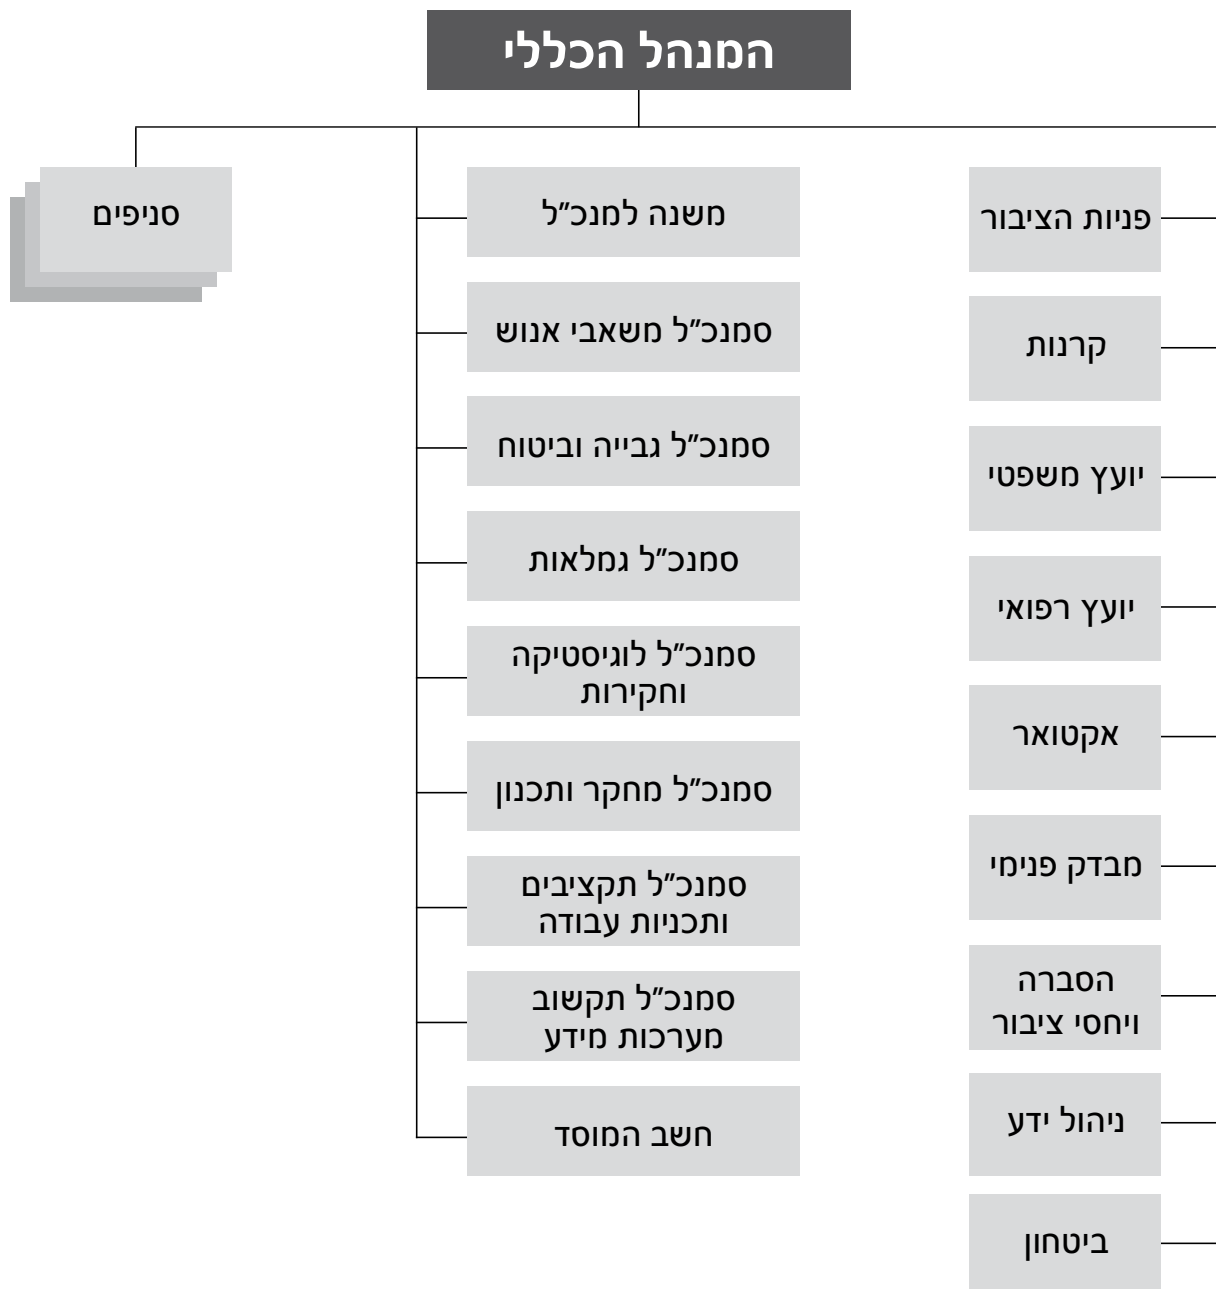 המנהל הכללי
פניות הציבור
קרנות
יועץ משפטי
יועץ רפואי
אקטואר
מבדק פנימי
הסברה
ויחסי ציבור
ניהול ידע
ביטחון
משנה למנכ״ל
סמנכ״ל משאבי אנוש
סמנכ״ל גבייה וביטוח
סמנכ״ל גמלאות
סמנכ״ל לוגיסטיקה
וחקירות
סמנכ״ל מחקר ותכנון
סמנכ״ל תקציבים
ותכניות עבודה
סמנכ״ל תקשוב
מערכות מידע
חשב המוסד
סניפים